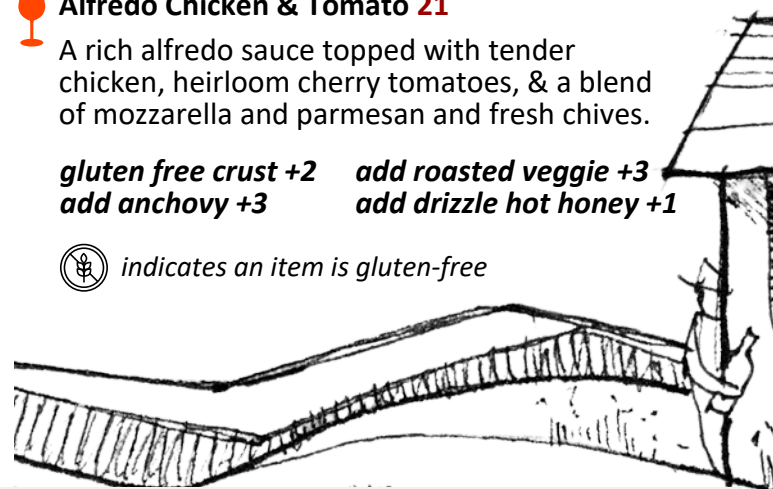 Alfredo Chicken & Tomato 21
A rich alfredo sauce topped with tender
chicken, heirloom cherry tomatoes, & a blend
of mozzarella and parmesan and fresh chives.
gluten free crust +2 add roasted veggie +3
add anchovy +3 add drizzle hot honey +1
indicates an item is gluten-free